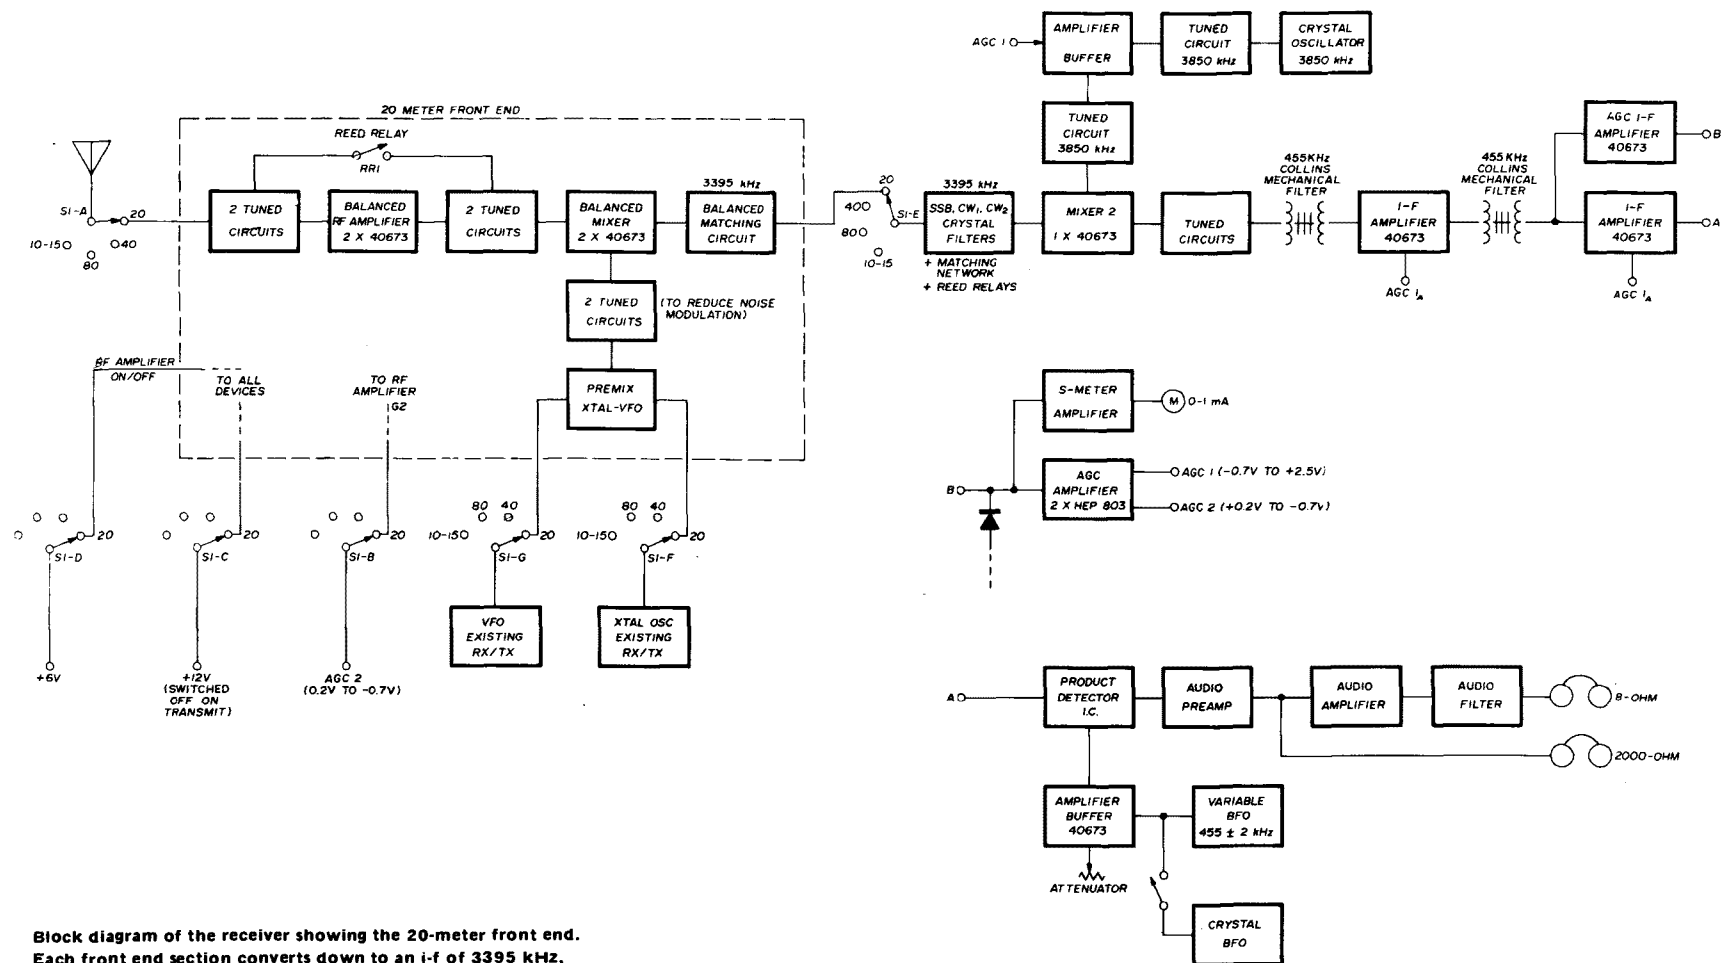 AGC 1
AMPLIFIER
BUFFER
TUNED
CIRCUIT
3850 kHz
CRYSTAL
OSCILLATOR
3850 kHz
20 METER FRONT END
REED RELAY
RR1
S1-A
20
10-15
40
80
2 TUNED
CIRCUITS
BALANCED
RF AMPLIFIER
2 X 40673
2 TUNED
CIRCUITS
BALANCED
MIXER
2 X 40673
3395 kHz
BALANCED
MATCHING
CIRCUIT
20
40
80
10-15
S1-E
3395 kHz
SSB, CW1, CW2
CRYSTAL
FILTERS
+ MATCHING
NETWORK
+ REED RELAYS
TUNED
CIRCUIT
3850 kHz
MIXER 2
1 X 40673
TUNED
CIRCUITS
455KHz
COLLINS
MECHANICAL
FILTER
I-F
AMPLIFIER
40673
AGC 1A
455 KHz
COLLINS
MECHANICAL
FILTER
AGC I-F
AMPLIFIER
40673
B
I-F
AMPLIFIER
40673
A
AGC 1A
2 TUNED
CIRCUITS
(TO REDUCE NOISE
MODULATION)
PREMIX
XTAL-VFO
RF AMPLIFIER
ON/OFF
TO ALL
DEVICES
TO RF
AMPLIFIER
G2
20
S1-D
+6V
20
S1-C
+12V
(SWITCHED
OFF ON
TRANSMIT)
20
S1-B
AGC 2
(0.2V TO -0.7V)
80
40
10-15
20
S1-G
VFO
EXISTING
RX/TX
80
40
10-15
20
S1-F
XTAL OSC
EXISTING
RX/TX
S-METER
AMPLIFIER
M
0-1 mA
B
AGC
AMPLIFIER
2 X HEP 803
AGC 1 (-0.7V TO +2.5V)
AGC 2 (+0.2V TO -0.7V)
A
PRODUCT
DETECTOR
I.C.
AUDIO
PREAMP
AUDIO
AMPLIFIER
AUDIO
FILTER
8-OHM
2000-OHM
AMPLIFIER
BUFFER
40673
ATTENUATOR
VARIABLE
BFO
455 ± 2 kHz
CRYSTAL
BFO
Block diagram of the receiver showing the 20-meter front end.
Each front end section converts down to an i-f of 3395 kHz.